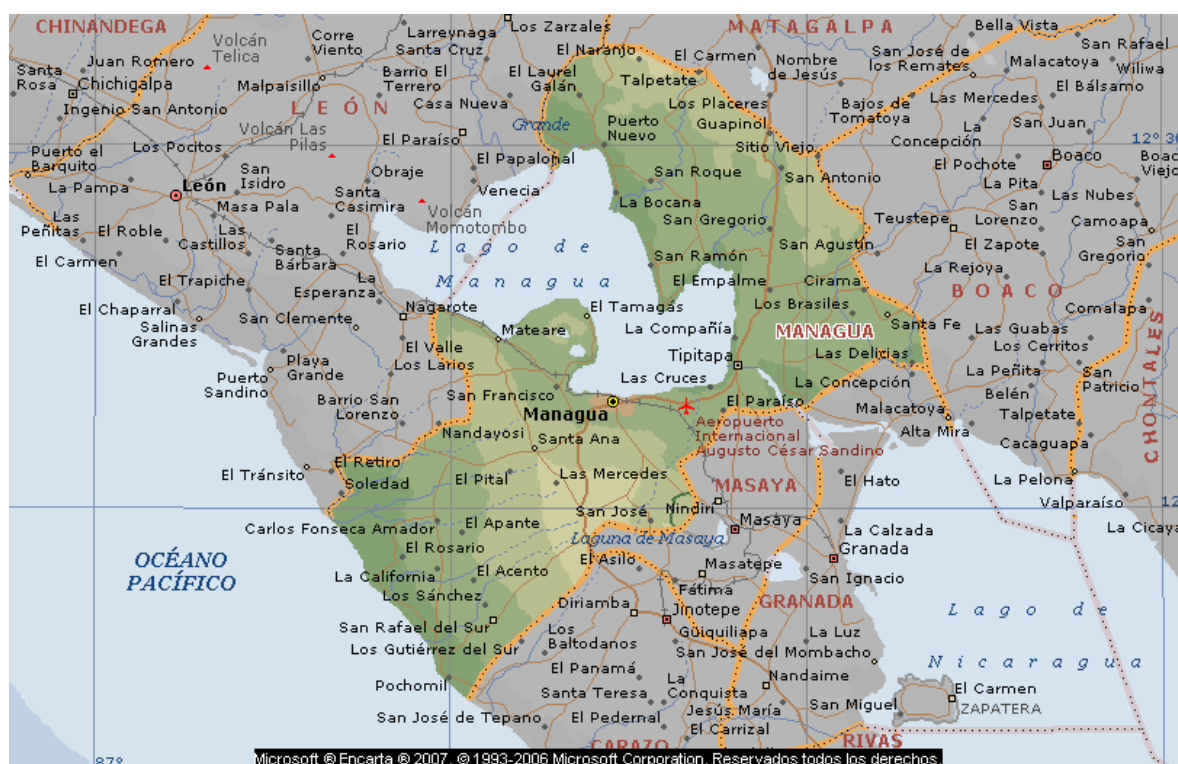 CHINANDEGA
Larreynaga
Los Zarzales
MATAGALPA
Bella Vista
Volcán
Telica
Corre
Viento
Santa Cruz
El Naranjo
El Carmen
Nombre
de Jesús
San José de
los Remates
San Rafael
Juan Romero
Malacatoya
Wiliwa
Santa
Rosa
Chichigalpa
Malpaisillo
Barrio El
Terrero
El Laurel
Galán
Talpetate
Las Mercedes
El Bálsamo
Ingenio San Antonio
LEÓN
Casa Nueva
Los Placeres
Bajos de
Tomatoya
San Juan
Volcán Las
Pilas
El Paraíso
Grande
Puerto
Nuevo
Guapinol
La
Concepción
12° 30
Puerto el
Barquito
Los Pocitos
El Papalonal
Sitio Viejo
El Pochote
Boaco
Boaco
Viejo
La Pampa
León
San
Isidro
Obraje
Venecia
San Roque
San Antonio
La Pita
Las
Peñitas
Masa Pala
Santa
Casimira
Volcán
Momotombo
La Bocana
San
Lorenzo
Las Nubes
El Roble
Las
Castillos
El
Rosario
Lago de
Managua
San Gregorio
Teustepe
Camoapa
El Carmen
Santa
Bárbara
San Ramón
San Agustín
El Zapote
San
Gregorio
El Trapiche
La
Esperanza
El Empalme
Cirama
La Rejoya
BOACO
El Chaparral
San Clemente
Nagarote
El Tamagás
Los Brasiles
Comalapa
Salinas
Grandes
Mateare
La Compañía
MANAGUA
Santa Fe
Las Guabas
Playa
Grande
El Valle
Tipitapa
Las Delicias
Los Cerritos
Puerto
Sandino
Los Larios
Las Cruces
La Concepción
La Peñita
San
Patricio
CHONTALES
Barrio San
Lorenzo
San Francisco
Managua
El Paraíso
Malacatoya
Belén
Talpetate
Nandayosi
Santa Ana
Aeropuerto
Internacional
Augusto César Sandino
Alta Mira
Cacaguapa
El Tránsito
El Retiro
Soledad
El Pital
Las Mercedes
MASAYA
El Hato
La Pelona
Valparaíso
12
Carlos Fonseca Amador
El Apante
San José
Nindirí
Masaya
La Calzada
La Cicaya
OCÉANO
PACÍFICO
El Rosario
Laguna de Masaya
Granada
La California
El Acento
El Asilo
Masatepe
San Ignacio
Los Sánchez
Fátima
GRANADA
Lago de
Nicaragua
San Rafael del Sur
Diriamba
Jinotepe
Los Gutiérrez del Sur
Los
Baltodanos
Güiquiliapa
La Luz
San José del Mombacho
Pochomil
El Panamá
La
Conquista
Nandaime
El Carmen
ZAPATERA
Santa Teresa
San José de Tepano
El Pedernal
Jesús María
San Miguel
El Carrizal
CARAZO
RIVAS
87°
Microsoft ® Encarta ® 2007. © 1993-2006 Microsoft Corporation. Reservados todos los derechos.